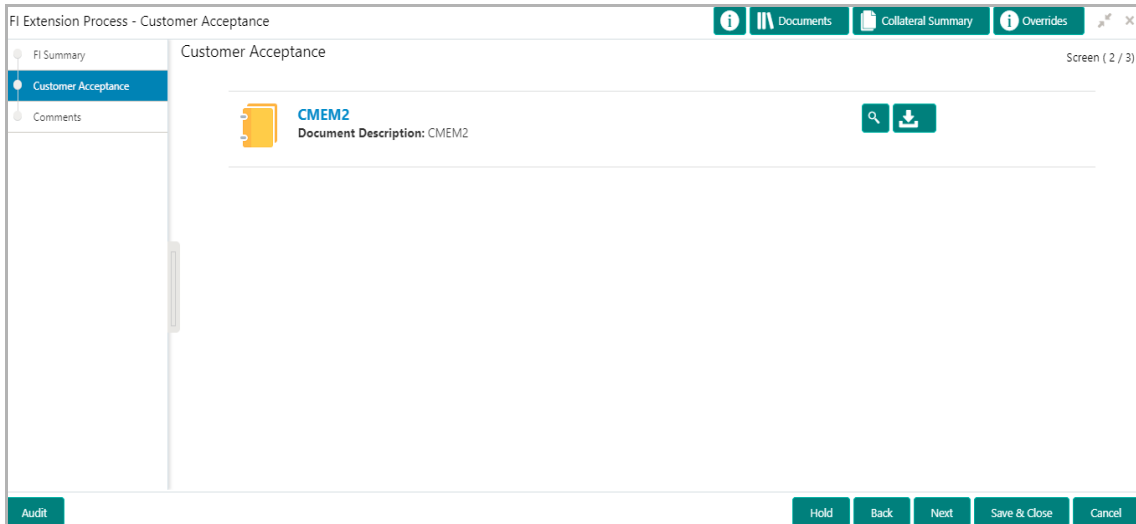 FI Extension Process - Customer Acceptance
Documents
Collateral Summary
Overrides
FI Summary
Customer Acceptance
Comments
Customer Acceptance
Screen ( 2 / 3)
CMEM2
Document Description: CMEM2
Audit
Hold
Back
Next
Save & Close
Cancel